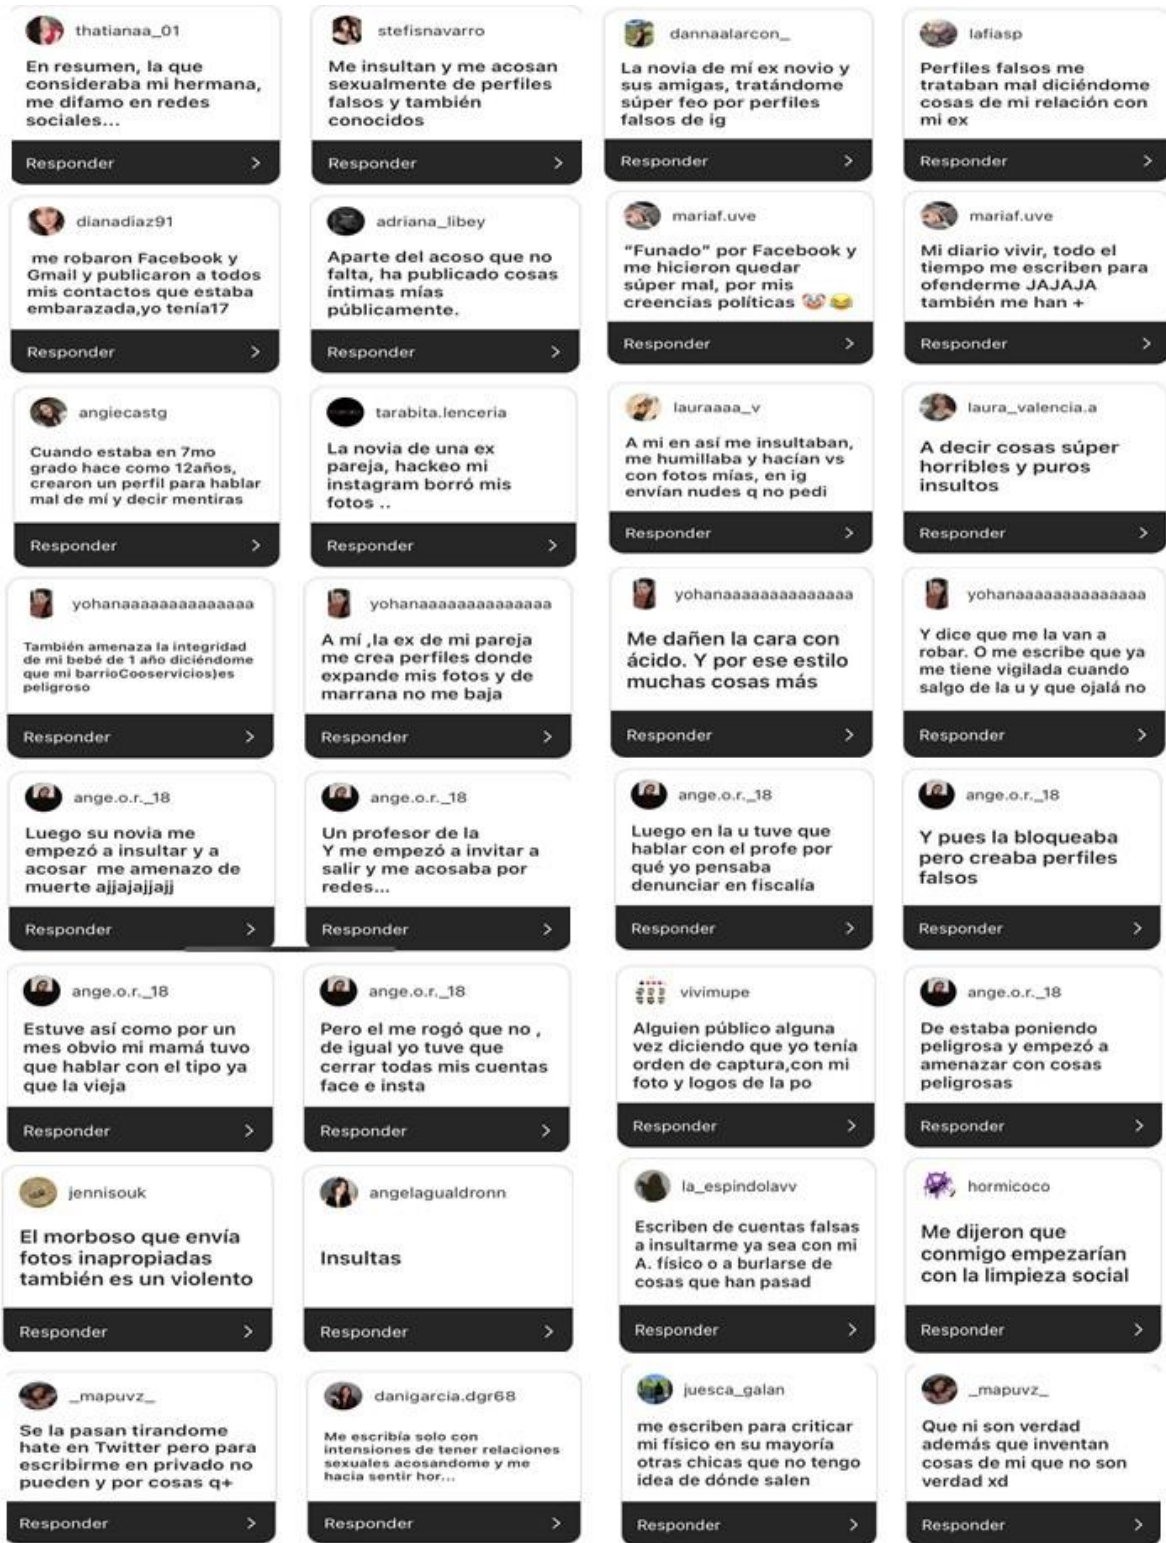 thatianaa_01
En resumen, la que
consideraba mi hermana,
me difamo en redes
sociales...
Responder >
stefisnavarro
Me insultan y me acosan
sexualmente de perfiles
falsos y también
conocidos
Responder >
dannaalarcon_
La novia de mí ex novio y
sus amigas, tratándome
súper feo por perfiles
falsos de ig
Responder >
lafiasp
Perfiles falsos me
trataban mal diciéndome
cosas de mi relación con
mi ex
Responder >
dianadiaz91
me robaron Facebook y
Gmail y publicaron a todos
mis contactos que estaba
embarazada,yo tenía17
Responder >
adriana_libey
Aparte del acoso que no
falta, ha publicado cosas
íntimas mías
públicamente.
Responder >
mariaf.uve
“Funado” por Facebook y
me hicieron quedar
súper mal, por mis
creencias políticas 🤡😂
Responder >
mariaf.uve
Mi diario vivir, todo el
tiempo me escriben para
ofenderme JAJAJA
también me han +
Responder >
angiecastg
Cuando estaba en 7mo
grado hace como 12años,
crearon un perfil para hablar
mal de mí y decir mentiras
Responder >
tarabita.lenceria
La novia de una ex
pareja, hackeo mi
instagram borró mis
fotos ..
Responder >
lauraaaa_v
A mi en así me insultaban,
me humillaba y hacían vs
con fotos mías, en ig
envían nudes q no pedi
Responder >
laura_valencia.a
A decir cosas súper
horribles y puros
insultos
Responder >
yohanaaaaaaaaaaaaaaa
También amenaza la integridad
de mi bebé de 1 año diciéndome
que mi barrioCooservicios)es
peligroso
Responder >
yohanaaaaaaaaaaaaaaa
A mí ,la ex de mi pareja
me crea perfiles donde
expande mis fotos y de
marrana no me baja
Responder >
yohanaaaaaaaaaaaaaaa
Me dañen la cara con
ácido. Y por ese estilo
muchas cosas más
Responder >
yohanaaaaaaaaaaaaaaa
Y dice que me la van a
robar. O me escribe que ya
me tiene vigilada cuando
salgo de la u y que ojalá no
Responder >
ange.o.r._18
Luego su novia me
empezó a insultar y a
acosar  me amenazo de
muerte ajjajajjajj
Responder >
ange.o.r._18
Un profesor de la
Y me empezó a invitar a
salir y me acosaba por
redes...
Responder >
ange.o.r._18
Luego en la u tuve que
hablar con el profe por
qué yo pensaba
denunciar en fiscalía
Responder >
ange.o.r._18
Y pues la bloqueaba
pero creaba perfiles
falsos
Responder >
ange.o.r._18
Estuve así como por un
mes obvio mi mamá tuvo
que hablar con el tipo ya
que la vieja
Responder >
ange.o.r._18
Pero el me rogó que no ,
de igual yo tuve que
cerrar todas mis cuentas
face e insta
Responder >
vivimupe
Alguien público alguna
vez diciendo que yo tenía
orden de captura,con mi
foto y logos de la po
Responder >
ange.o.r._18
De estaba poniendo
peligrosa y empezó a
amenazar con cosas
peligrosas
Responder >
jennisouk
El morboso que envía
fotos inapropiadas
también es un violento
Responder >
angelagualdronn
Insultas
Responder >
la_espindolavv
Escriben de cuentas falsas
a insultarme ya sea con mi
A. físico o a burlarse de
cosas que han pasad
Responder >
hormicoco
Me dijeron que
conmigo empezarían
con la limpieza social
Responder >
_mapuvz_
Se la pasan tirandome
hate en Twitter pero para
escribirme en privado no
pueden y por cosas q+
Responder >
danigarcia.dgr68
Me escribía solo con
intensiones de tener relaciones
sexuales acosandome y me
hacia sentir hor...
Responder >
juesca_galan
me escriben para criticar
mi físico en su mayoría
otras chicas que no tengo
idea de dónde salen
Responder >
_mapuvz_
Que ni son verdad
además que inventan
cosas de mi que no son
verdad xd
Responder >